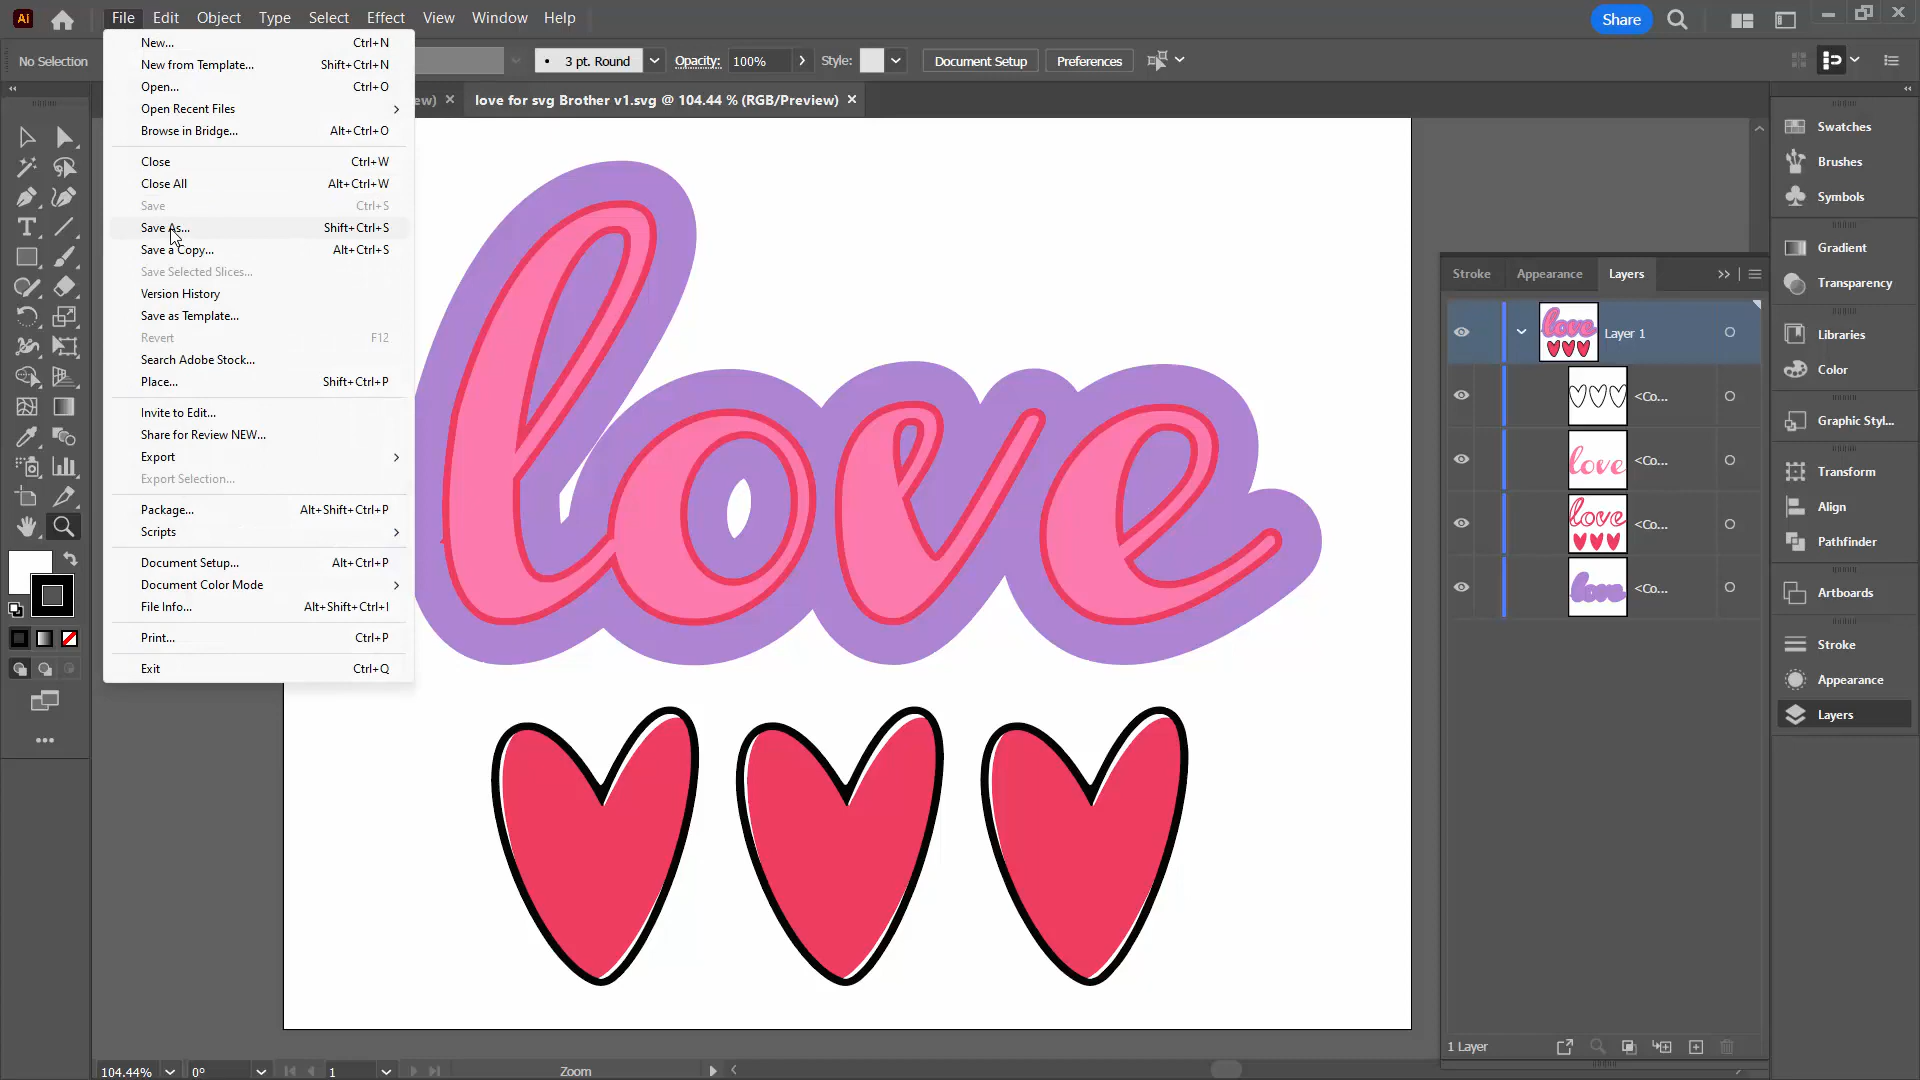 Ai File Edit Object Type Select Effect View Window Help Share
No Selection 3 pt. Round Opacity: 100% Style: Document Setup Preferences
ew) × love for svg Brother v1.svg @ 104.44 % (RGB/Preview) ×
New... Ctrl+N
New from Template... Shift+Ctrl+N
Open... Ctrl+O
Open Recent Files
Browse in Bridge... Alt+Ctrl+O
Close Ctrl+W
Close All Alt+Ctrl+W
Save Ctrl+S
Save As... Shift+Ctrl+S
Save a Copy... Alt+Ctrl+S
Save Selected Slices...
Version History
Save as Template...
Revert F12
Search Adobe Stock...
Place... Shift+Ctrl+P
Invite to Edit...
Share for Review NEW...
Export
Export Selection...
Package... Alt+Shift+Ctrl+P
Scripts
Document Setup... Alt+Ctrl+P
Document Color Mode
File Info... Alt+Shift+Ctrl+I
Print... Ctrl+P
Exit Ctrl+Q
love
Stroke Appearance Layers
love Layer 1
<Co...
love <Co...
love <Co...
love <Co...
1 Layer
Swatches
Brushes
Symbols
Gradient
Transparency
Libraries
Color
Graphic Styl...
Transform
Align
Pathfinder
Artboards
Stroke
Appearance
Layers
104.44% 0° 1 Zoom